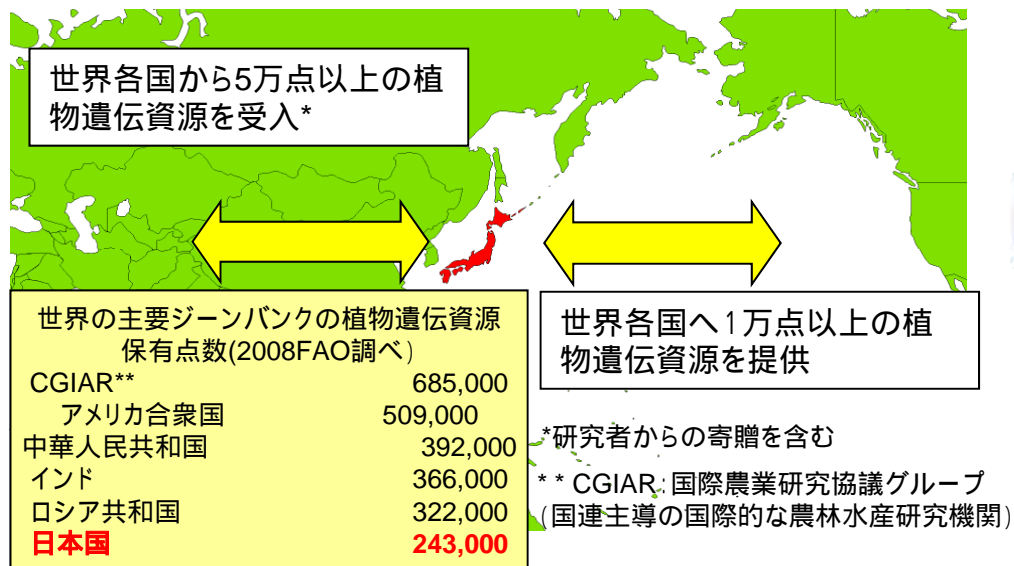 世界各国から5万点以上の植
物遺伝資源を受入*
世界の主要ジーンバンクの植物遺伝資源
保有点数(2008FAO調べ)
CGIAR** 685,000
アメリカ合衆国 509,000
中華人民共和国 392,000
インド 366,000
ロシア共和国 322,000
日本国 243,000
世界各国へ1万点以上の植
物遺伝資源を提供
*研究者からの寄贈を含む
**CGIAR:国際農業研究協議グループ
(国連主導の国際的な農林水産研究機関)